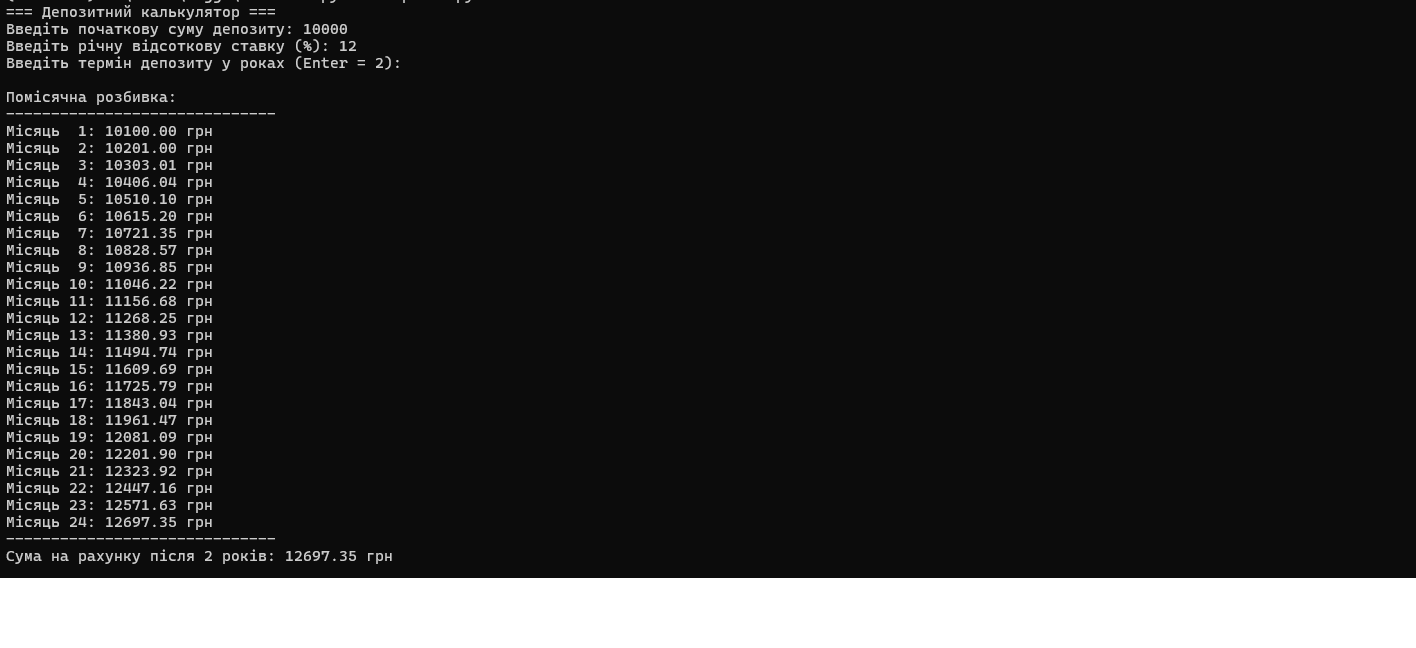 === Депозитний калькулятор ===
Введіть початкову суму депозиту: 10000
Введіть річну відсоткову ставку (%): 12
Введіть термін депозиту у роках (Enter = 2):
Помісячна розбивка:
------------------------------
Місяць  1: 10100.00 грн
Місяць  2: 10201.00 грн
Місяць  3: 10303.01 грн
Місяць  4: 10406.04 грн
Місяць  5: 10510.10 грн
Місяць  6: 10615.20 грн
Місяць  7: 10721.35 грн
Місяць  8: 10828.57 грн
Місяць  9: 10936.85 грн
Місяць 10: 11046.22 грн
Місяць 11: 11156.68 грн
Місяць 12: 11268.25 грн
Місяць 13: 11380.93 грн
Місяць 14: 11494.74 грн
Місяць 15: 11609.69 грн
Місяць 16: 11725.79 грн
Місяць 17: 11843.04 грн
Місяць 18: 11961.47 грн
Місяць 19: 12081.09 грн
Місяць 20: 12201.90 грн
Місяць 21: 12323.92 грн
Місяць 22: 12447.16 грн
Місяць 23: 12571.63 грн
Місяць 24: 12697.35 грн
------------------------------
Сума на рахунку після 2 років: 12697.35 грн